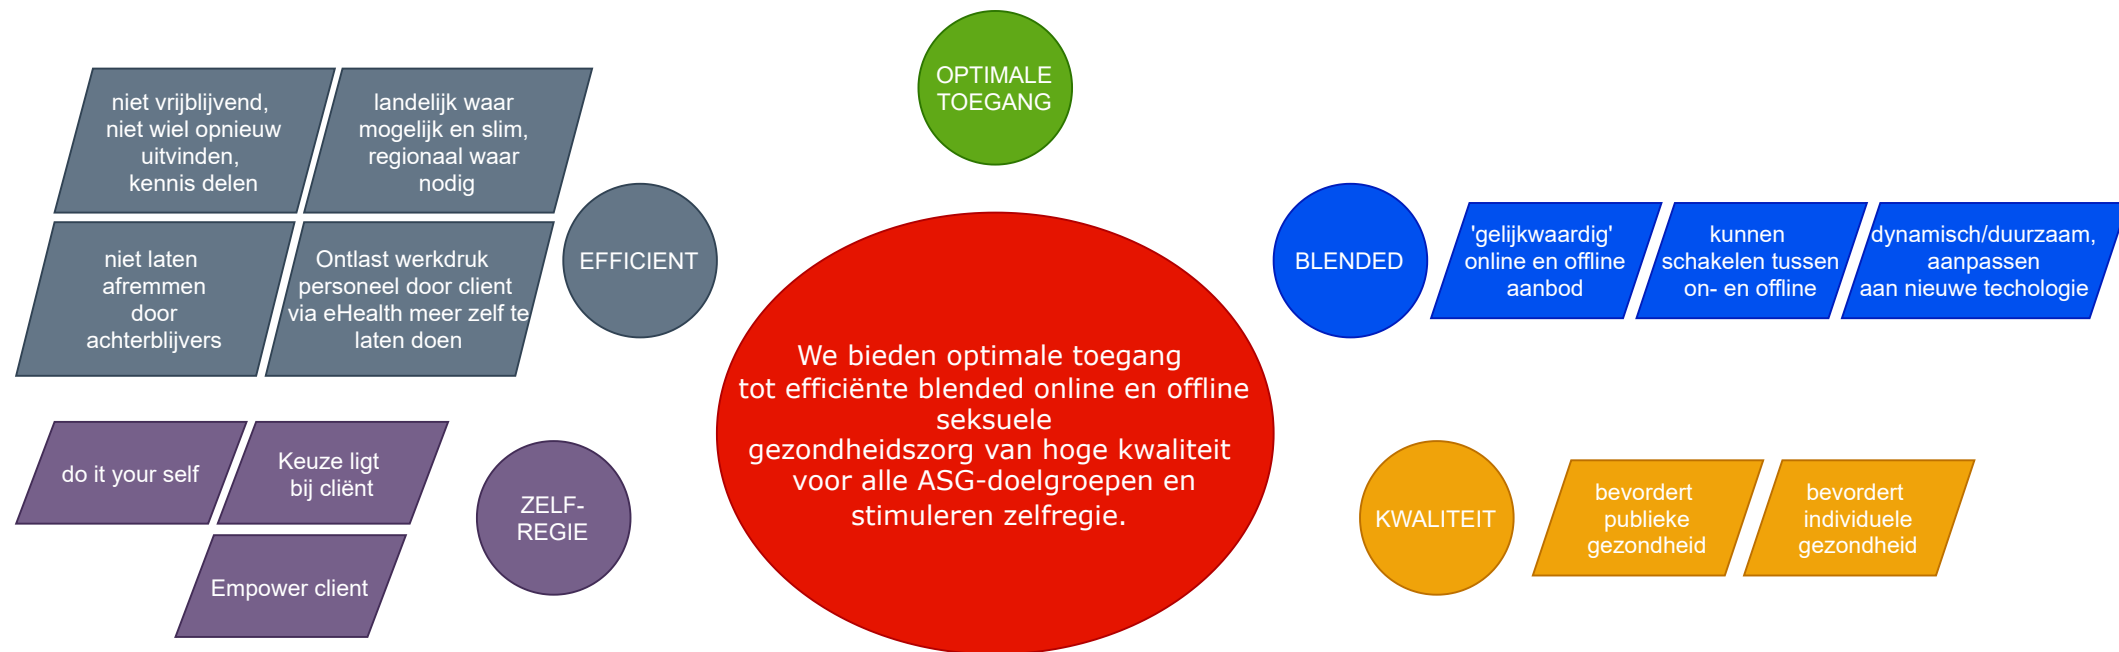 OPTIMALE
TOEGANG
niet vrijblijvend,
niet wiel opnieuw
uitvinden,
kennis delen
landelijk waar
mogelijk en slim,
regionaal waar
nodig
niet laten
afremmen
door
achterblijvers
Ontlast werkdruk
personeel door client
via eHealth meer zelf te
laten doen
EFFICIENT
BLENDED
'gelijkwaardig'
online en offline
aanbod
kunnen
schakelen tussen
on- en offline
dynamisch/duurzaam,
aanpassen
aan nieuwe techologie
We bieden optimale toegang
tot efficiënte blended online en offline
seksuele
gezondheidszorg van hoge kwaliteit
voor alle ASG-doelgroepen en
stimuleren zelfregie.
do it your self
Keuze ligt
bij cliënt
Empower client
ZELF-
REGIE
KWALITEIT
bevordert
publieke
gezondheid
bevordert
individuele
gezondheid